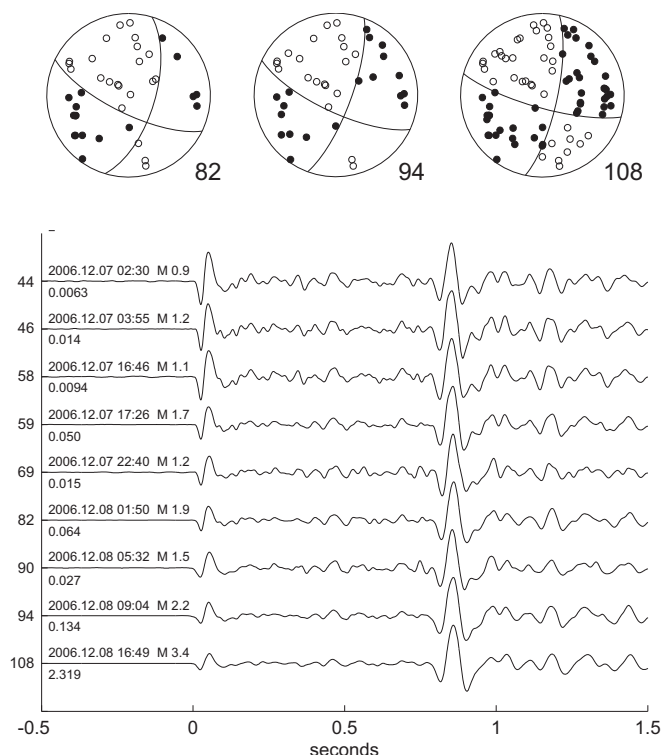 82 94 108
44 2006.12.07 02:30 M 0.9
0.0063
46 2006.12.07 03:55 M 1.2
0.014
58 2006.12.07 16:46 M 1.1
0.0094
59 2006.12.07 17:26 M 1.7
0.050
69 2006.12.07 22:40 M 1.2
0.015
82 2006.12.08 01:50 M 1.9
0.064
90 2006.12.08 05:32 M 1.5
0.027
94 2006.12.08 09:04 M 2.2
0.134
108 2006.12.08 16:49 M 3.4
2.319
-0.5 0 0.5 1 1.5
seconds